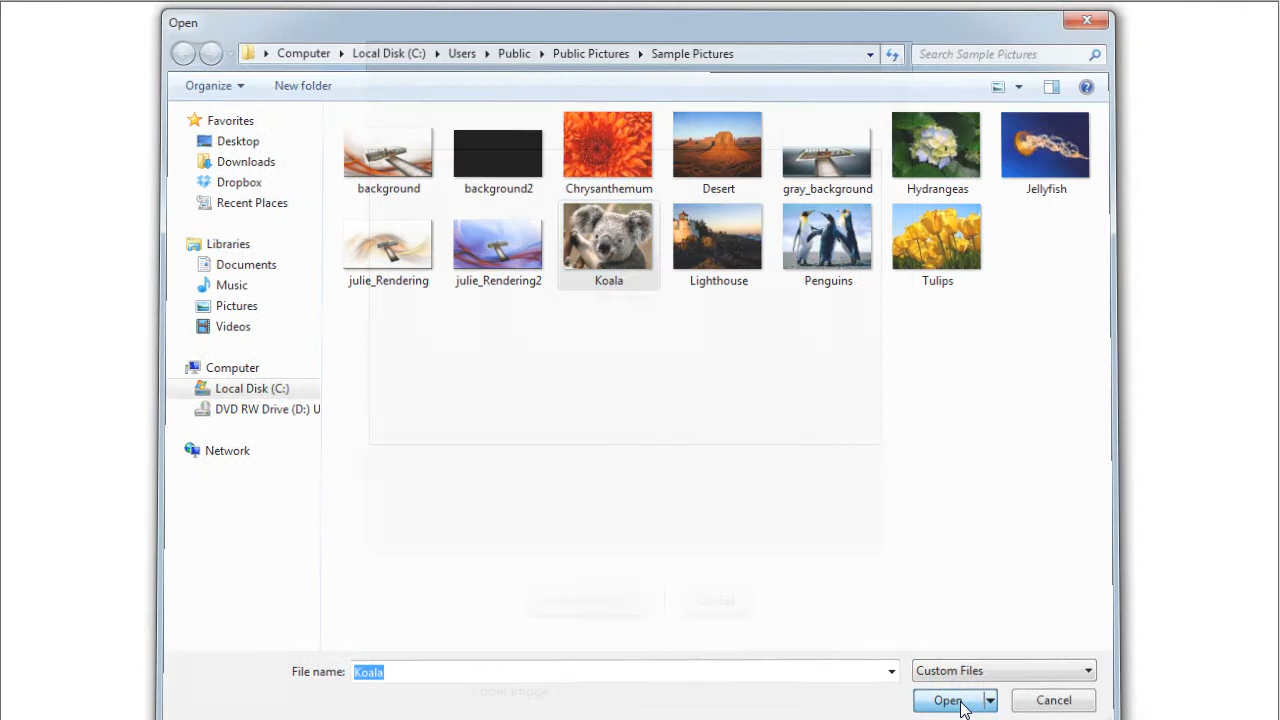 Open
Computer Local Disk (C:) Users Public Public Pictures Sample Pictures Search Sample Pictures
Organize New folder
Favorites
Desktop
Downloads
Dropbox
Recent Places
Libraries
Documents
Music
Pictures
Videos
Computer
Local Disk (C:)
DVD RW Drive (D:) U
Network
background background2 Chrysanthemum Desert gray_background Hydrangeas Jellyfish
julie_Rendering julie_Rendering2 Koala Lighthouse Penguins Tulips
File name: Koala Custom Files
Open Cancel